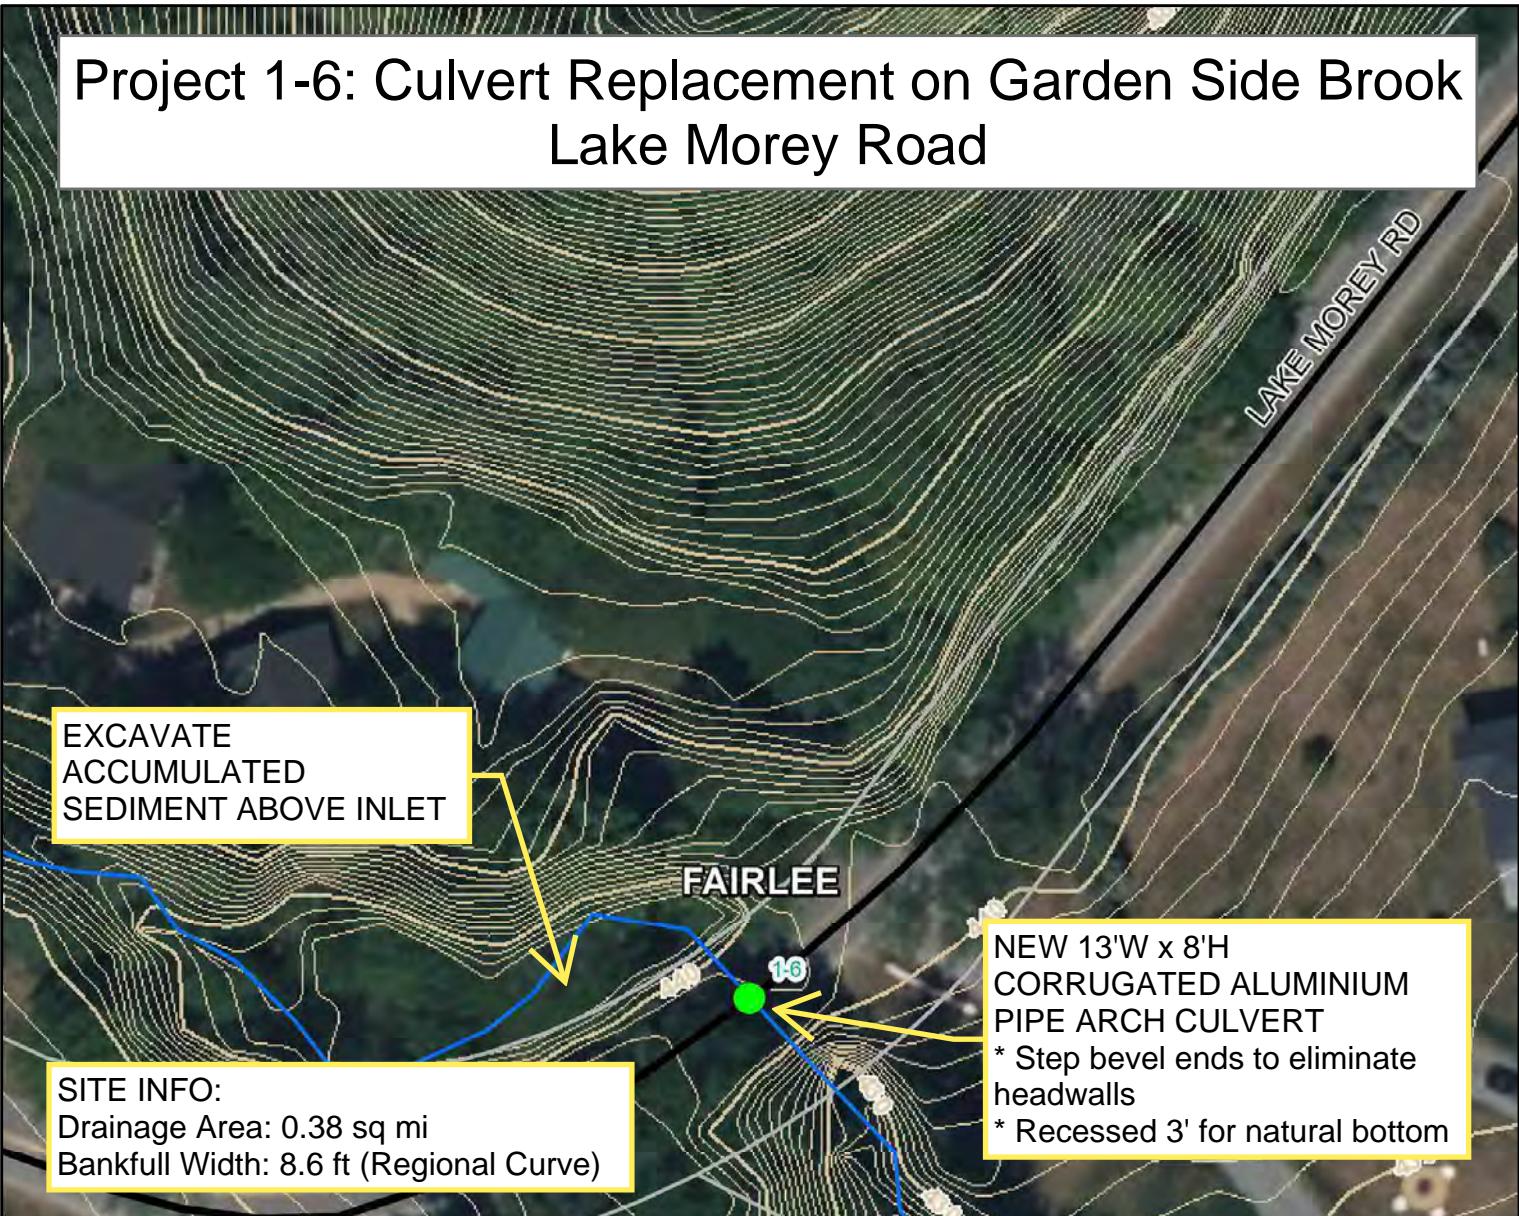 Project 1-6: Culvert Replacement on Garden Side Brook
Lake Morey Road
LAKE MOREY RD
EXCAVATE
ACCUMULATED
SEDIMENT ABOVE INLET
FAIRLEE
1-6
NEW 13'W x 8'H
CORRUGATED ALUMINIUM
PIPE ARCH CULVERT
* Step bevel ends to eliminate
headwalls
* Recessed 3' for natural bottom
SITE INFO:
Drainage Area: 0.38 sq mi
Bankfull Width: 8.6 ft (Regional Curve)